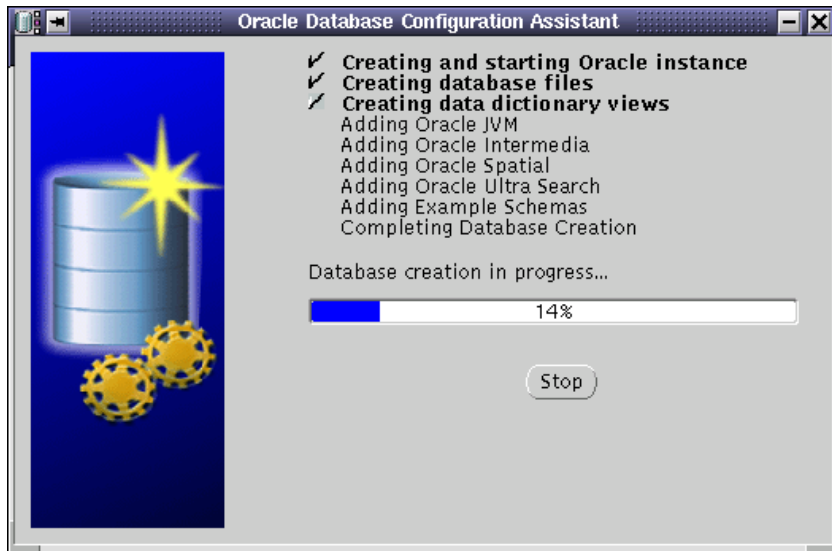 Oracle Database Configuration Assistant
Creating and starting Oracle instance
Creating database files
Creating data dictionary views
Adding Oracle JVM
Adding Oracle Intermedia
Adding Oracle Spatial
Adding Oracle Ultra Search
Adding Example Schemas
Completing Database Creation
Database creation in progress...
14%
Stop